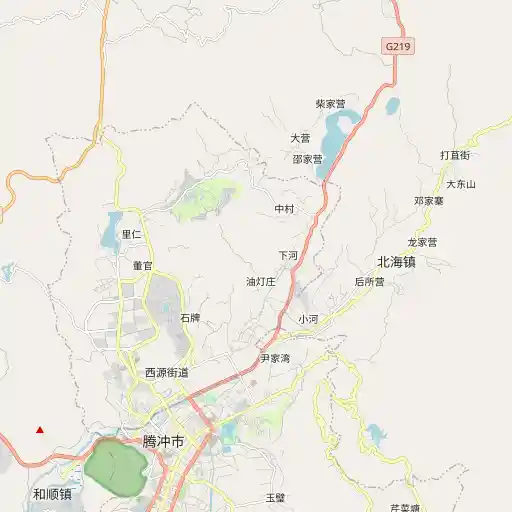 G219
柴家营
大营
邵家营
打苴街
大东山
中村
邓家寨
里仁
龙家营
下河
北海镇
董官
油灯庄
后所营
石牌
小河
尹家湾
西源街道
腾冲市
和顺镇
玉璧
芹菜塘